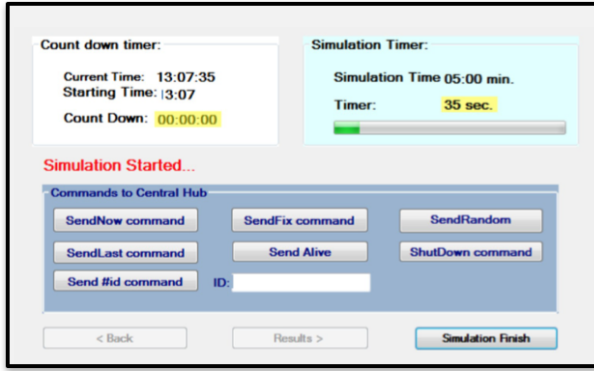 Count down timer:
Current Time: 13:07:35
Starting Time: 13:07
Count Down: 00:00:00
Simulation Timer:
Simulation Time 05:00 min.
Timer: 35 sec.
Simulation Started...
Commands to Central Hub
SendNow command SendFix command SendRandom
SendLast command Send Alive ShutDown command
Send #id command ID:
< Back Results > Simulation Finish